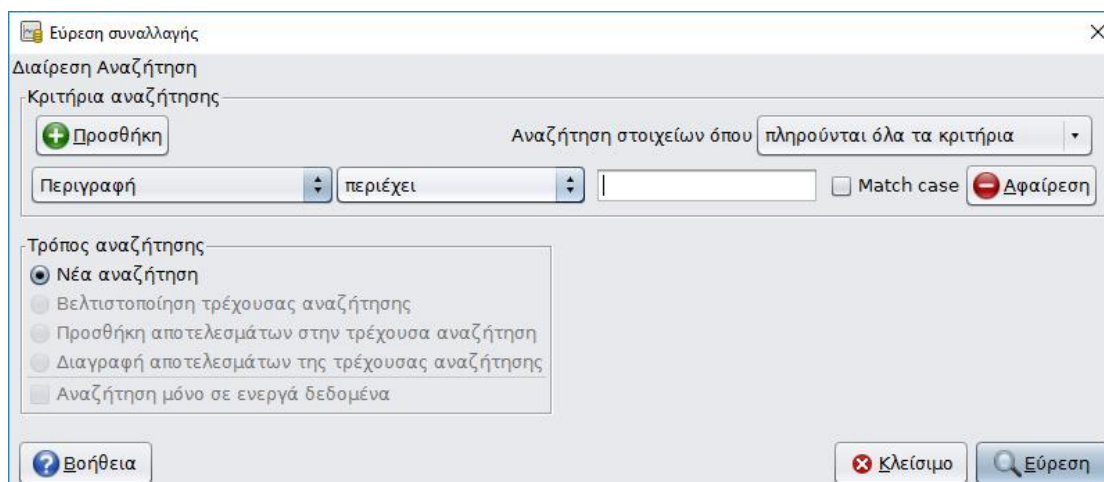 Εύρεση συναλλαγής
Διαίρεση Αναζήτηση
Κριτήρια αναζήτησης
Προσθήκη Αναζήτηση στοιχείων όπου πληρούνται όλα τα κριτήρια
Περιγραφή περιέχει Match case Αφαίρεση
Τρόπος αναζήτησης
Νέα αναζήτηση
Βελτιστοποίηση τρέχουσας αναζήτησης
Προσθήκη αποτελεσμάτων στην τρέχουσα αναζήτηση
Διαγραφή αποτελεσμάτων της τρέχουσας αναζήτησης
Αναζήτηση μόνο σε ενεργά δεδομένα
Βοήθεια Κλείσιμο Εύρεση